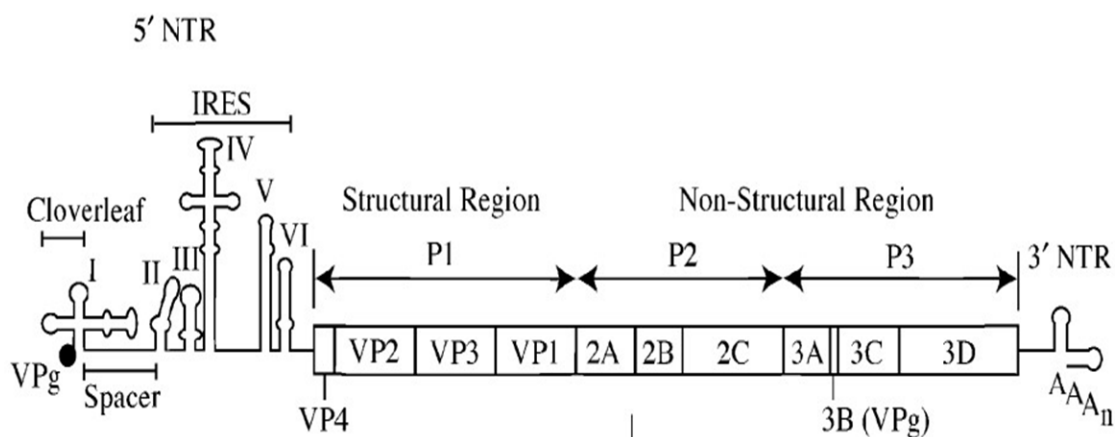 5′ NTR
IRES
IV
Cloverleaf
V
Structural Region
Non-Structural Region
I
II
III
VI
P1
P2
P3
3′ NTR
VP2
VP3
VP1
2A
2B
2C
3A
3C
3D
VPg
Spacer
VP4
3B (VPg)
AAAn